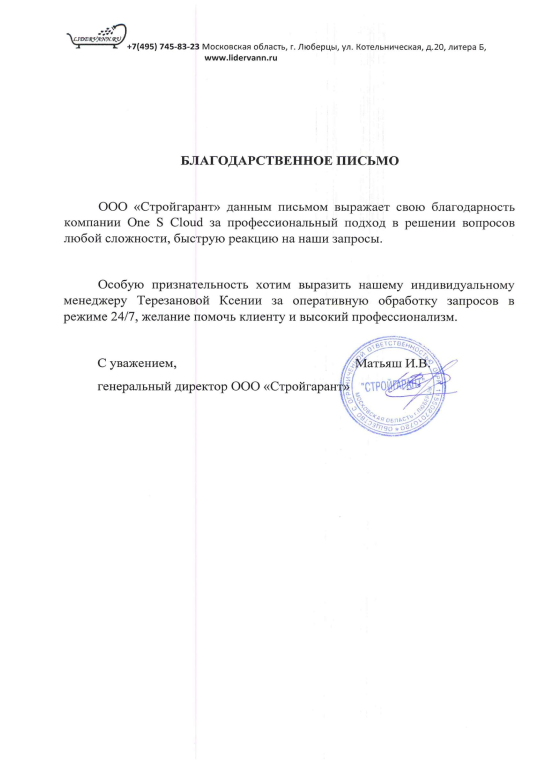 LIDERVANN.RU
+7(495) 745-83-23 Московская область, г. Люберцы, ул. Котельническая, д.20, литера Б,
www.lidervann.ru
БЛАГОДАРСТВЕННОЕ ПИСЬМО
ООО «Стройгарант» данным письмом выражает свою благодарность
компании One S Cloud за профессиональный подход в решении вопросов
любой сложности, быструю реакцию на наши запросы.
Особую признательность хотим выразить нашему индивидуальному
менеджеру Терезановой Ксении за оперативную обработку запросов в
режиме 24/7, желание помочь клиенту и высокий профессионализм.
С уважением, Матьяш И.В.
генеральный директор ООО «Стройгарант»
"СТРОЙГАРАНТ"
МОСКОВСКАЯ ОБЛАСТЬ